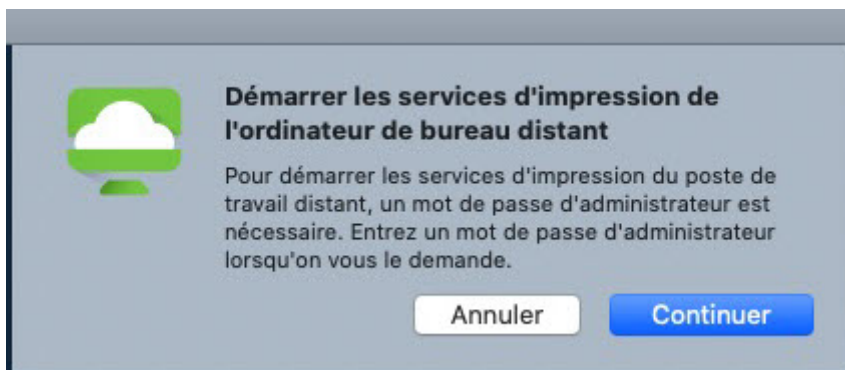 Démarrer les services d'impression de
l'ordinateur de bureau distant
Pour démarrer les services d'impression du poste de
travail distant, un mot de passe d'administrateur est
nécessaire. Entrez un mot de passe d'administrateur
lorsqu'on vous le demande.
Annuler
Continuer